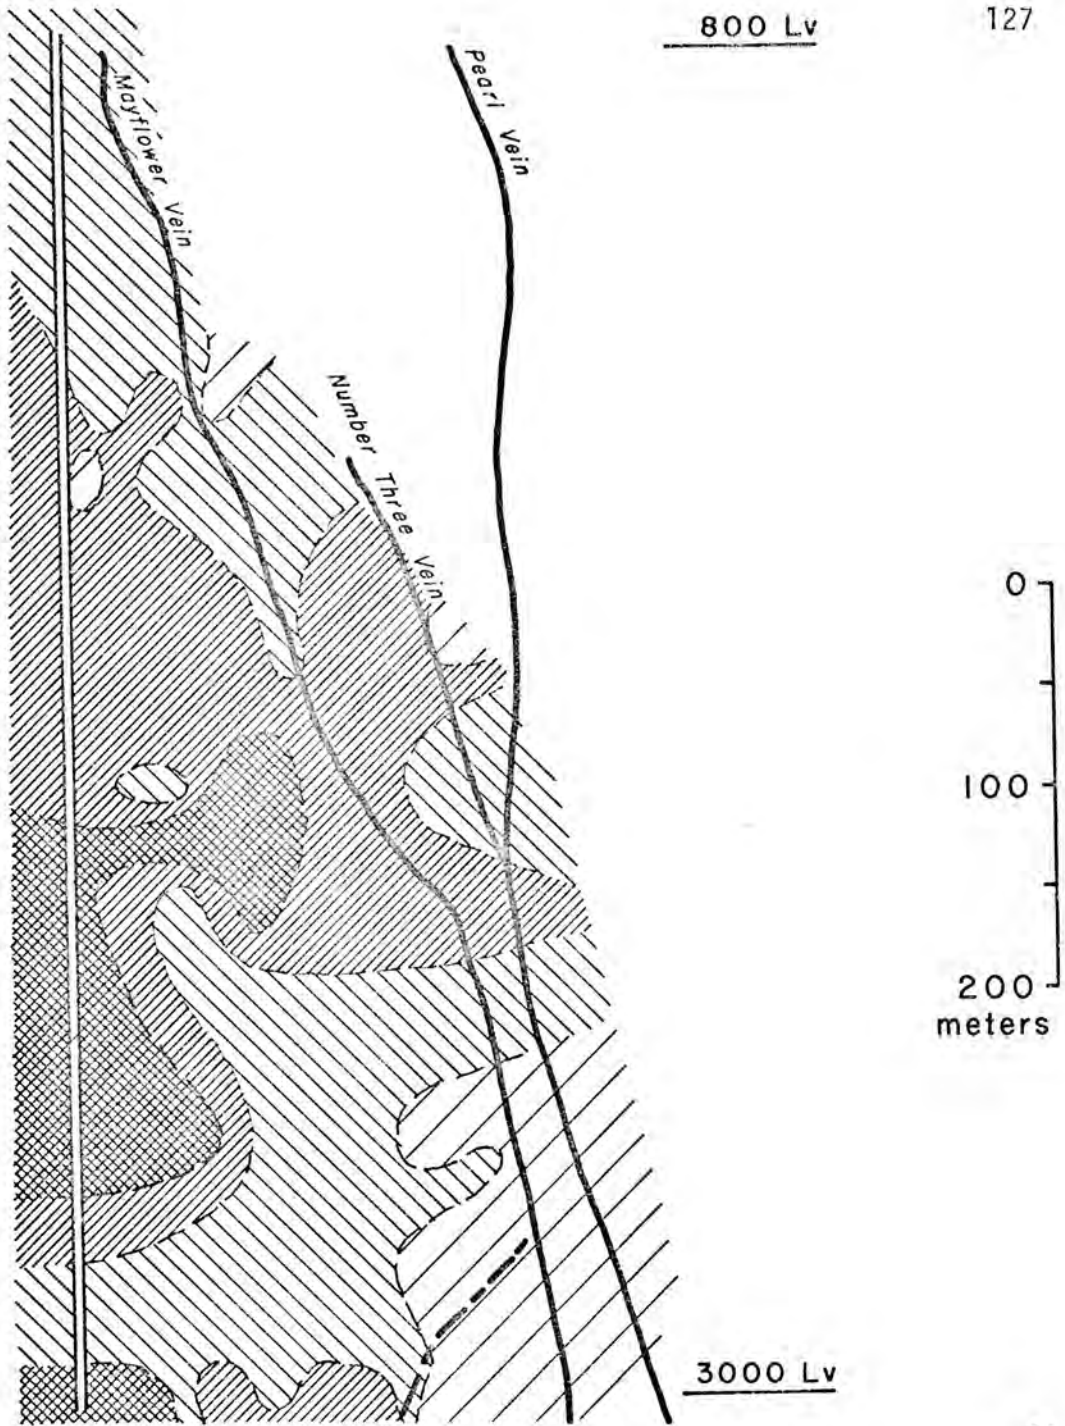 800 Lv
127
Mayflower Vein
Pearl Vein
Number Three Vein
0
100
200
meters
3000 Lv